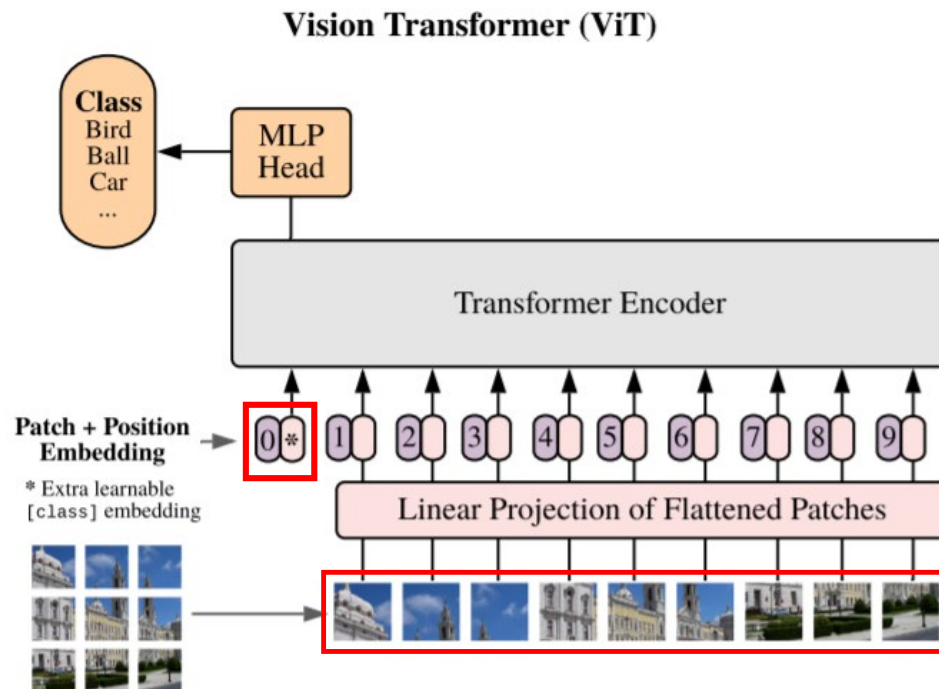 Vision Transformer (ViT)
Class
Bird
Ball
Car
...
MLP
Head
Transformer Encoder
Patch + Position
Embedding
* Extra learnable
[class] embedding
0 * 1 2 3 4 5 6 7 8 9
Linear Projection of Flattened Patches